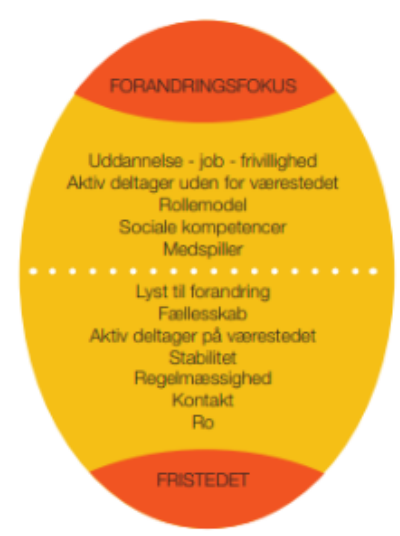 FORANDRINGSFOKUS
Uddannelse - job - frivillighed
Aktiv deltager uden for værestedet
Rollemodel
Sociale kompetencer
Medspiller
Lyst til forandring
Fællesskab
Aktiv deltager på værestedet
Stabilitet
Regelmæssighed
Kontakt
Ro
FRISTEDET